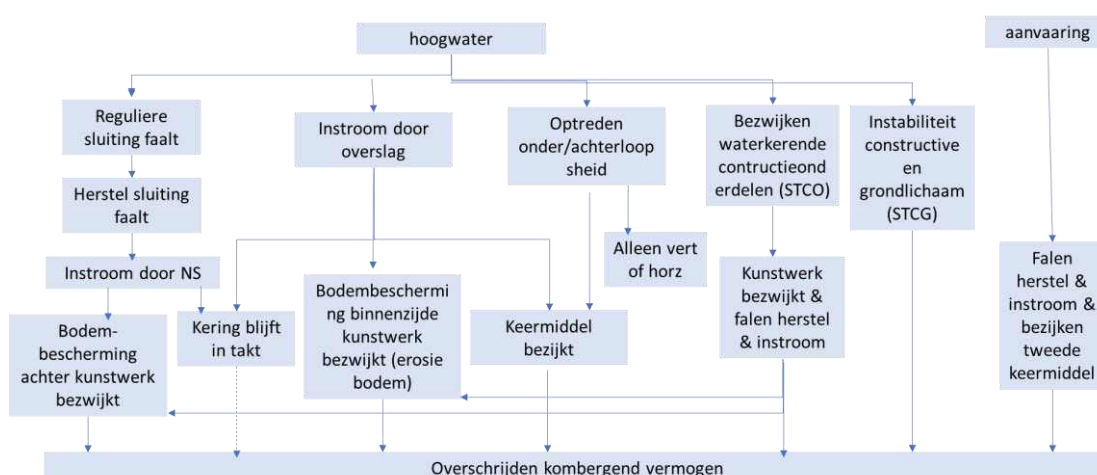 hoogwater
aanvaaring
Reguliere
sluiting faalt
Instroom door
overslag
Optreden
onder/achterloop
sheid
Bezwijken
waterkerende
contructieond
erdelen (STCO)
Instabiliteit
constructive
en
grondlichaam
(STCG)
Herstel sluiting
faalt
Instroom door NS
Alleen vert
of horz
Bodem-
bescherming
achter kunstwerk
bezwijkt
Kering blijft
in takt
Bodembeschermi
ng binnenzijde
kunstwerk
bezwijkt (erosie
bodem)
Keermiddel
bezijkt
Kunstwerk
bezwijkt &
falen herstel
& instroom
Falen
herstel &
instroom &
bezijken
tweede
keermiddel
Overschrijden kombergend vermogen